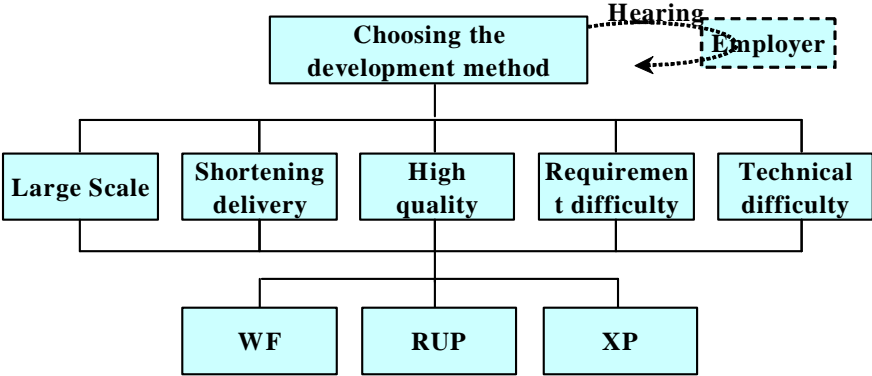 Hearing
Choosing the
development method
Employer
Large Scale
Shortening
delivery
High
quality
Requiremen
t difficulty
Technical
difficulty
WF
RUP
XP